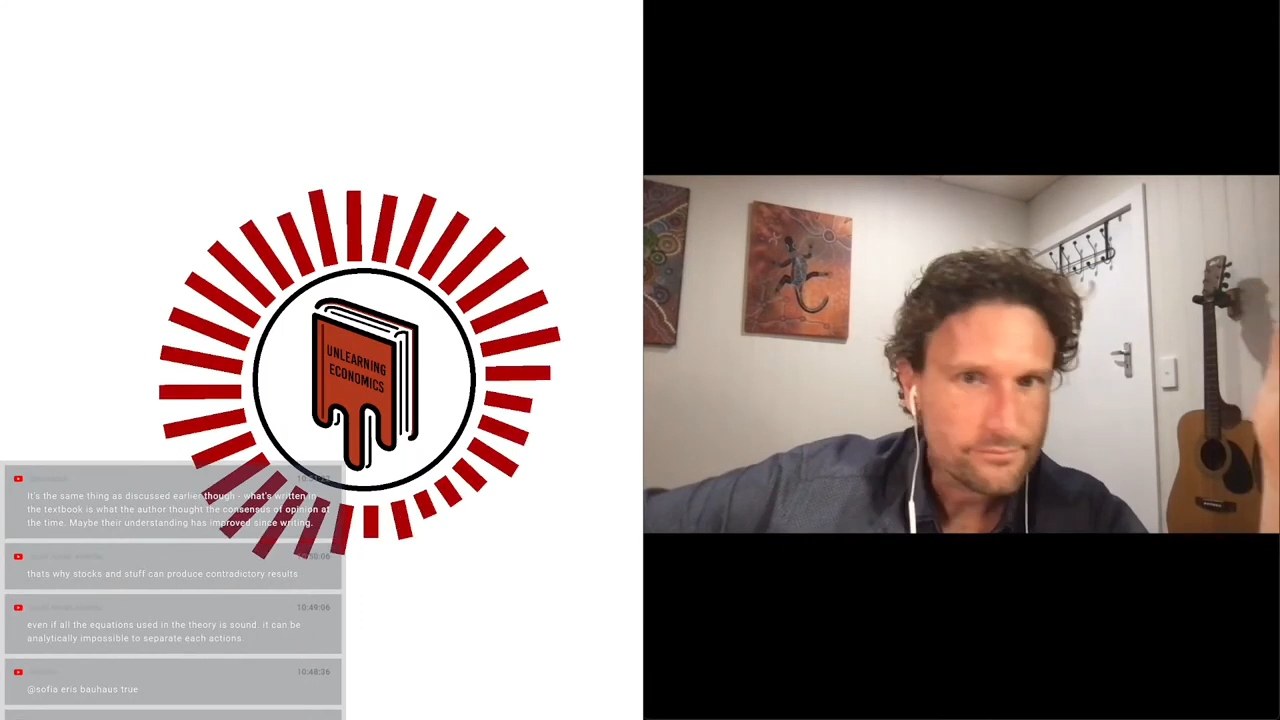 UNLEARNING
ECONOMICS
It's the same thing as discussed earlier though - what's written in
the textbook is what the author thought the consensus of opinion at
the time. Maybe their understanding has improved since writing.
thats why stocks and stuff can produce contradictory results
10:49:06
even if all the equations used in the theory is sound. it can be
analytically impossible to separate each actions.
10:48:36
@sofia eris bauhaus true